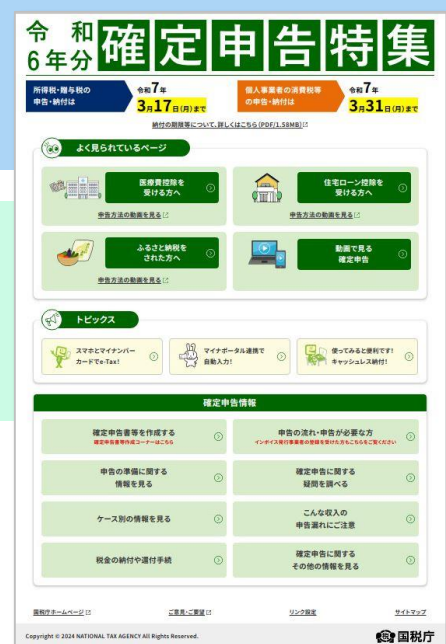 令和
6年分
確定申告特集
所得税・贈与税の
申告・納付は
令和7年
3月17日(月)まで
個人事業者の消費税等
の申告・納付は
令和7年
3月31日(月)まで
納付の期限等について、詳しくはこちら(PDF/1.58MB)
よく見られているページ
医療費控除を
受ける方へ
申告方法の動画を見る
住宅ローン控除を
受ける方へ
申告方法の動画を見る
ふるさと納税を
された方へ
申告方法の動画を見る
動画で見る
確定申告
トピックス
スマホとマイナンバー
カードでe-Tax!
マイナポータル連携で
自動入力!
使ってみると便利です!
キャッシュレス納付!
確定申告情報
確定申告書等を作成する
確定申告書等作成コーナーはこちら
申告の流れ・申告が必要な方
インボイス発行事業者の登録を受けた方もこちらをご覧ください
申告の準備に関する
情報を見る
確定申告に関する
疑問を調べる
ケース別の情報を見る
こんな収入の
申告漏れにご注意
税金の納付や還付手続
確定申告に関する
その他の情報を見る
国税庁ホームページ
ご意見・ご要望
リンク設定
サイトマップ
Copyright © 2024 NATIONAL TAX AGENCY All Rights Reserved.
国税庁